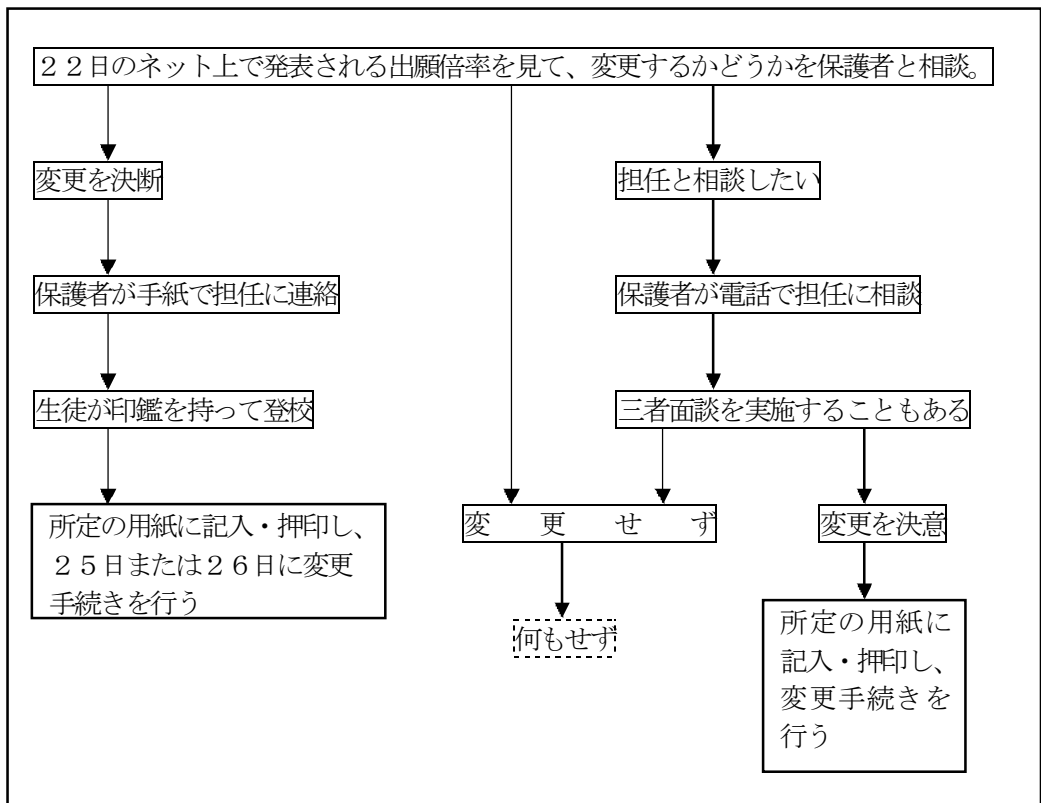 ２２日のネット上で発表される出願倍率を見て、変更するかどうかを保護者と相談。
変更を決断
担任と相談したい
保護者が手紙で担任に連絡
保護者が電話で担任に相談
生徒が印鑑を持って登校
三者面談を実施することもある
所定の用紙に記入・押印し、
２５日または２６日に変更
手続きを行う
変　更　せ　ず
変更を決意
何もせず
所定の用紙に
記入・押印し、
変更手続きを
行う